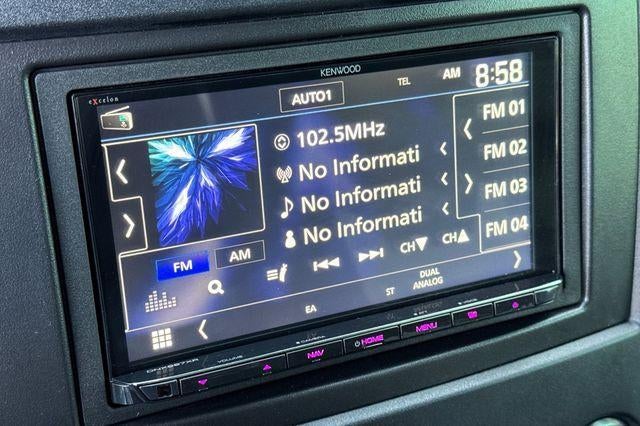 KENWOOD
eXcelon
AUTO1
TEL
AM 8:58
102.5MHz
No Informati
No Informati
No Informati
FM 01
FM 02
FM 03
FM 04
FM
AM
CH▼
CH▲
EA
ST
DUAL
ANALOG
VOLUME
NAV
HOME
MENU